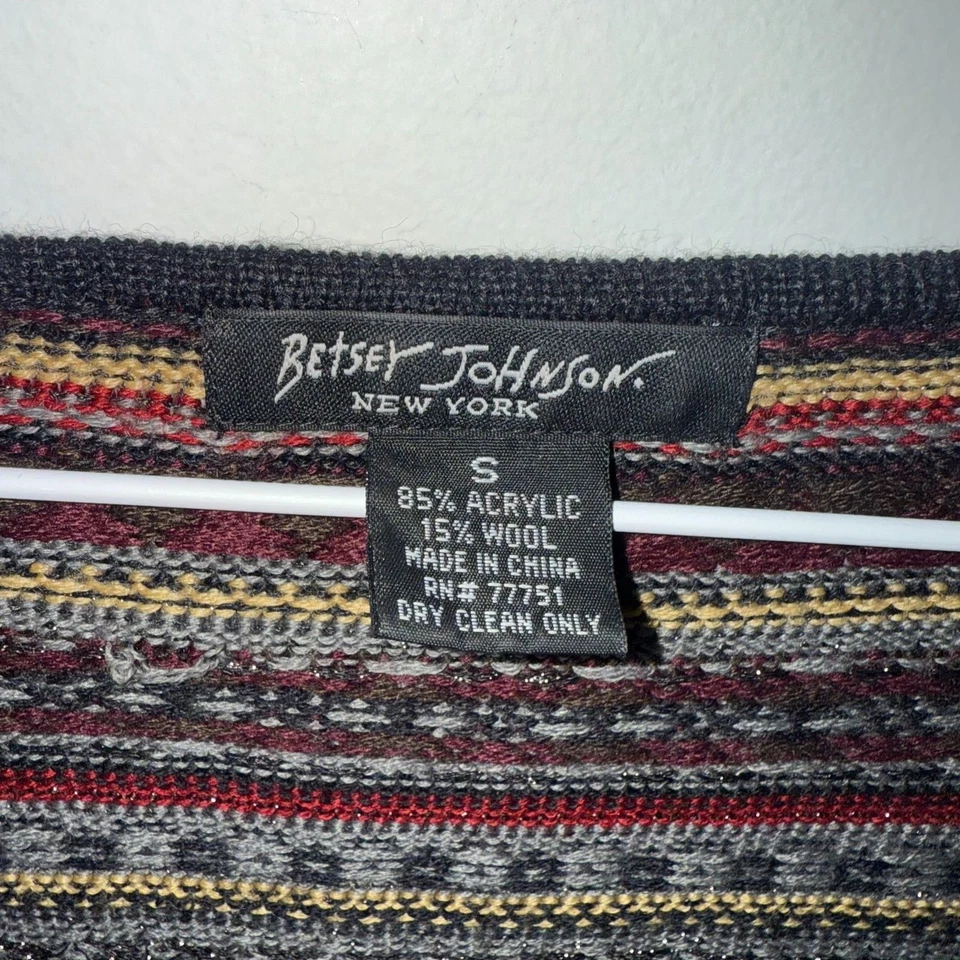 Betsey Johnson.
NEW YORK
S
85% ACRYLIC
15% WOOL
MADE IN CHINA
RN# 77751
DRY CLEAN ONLY